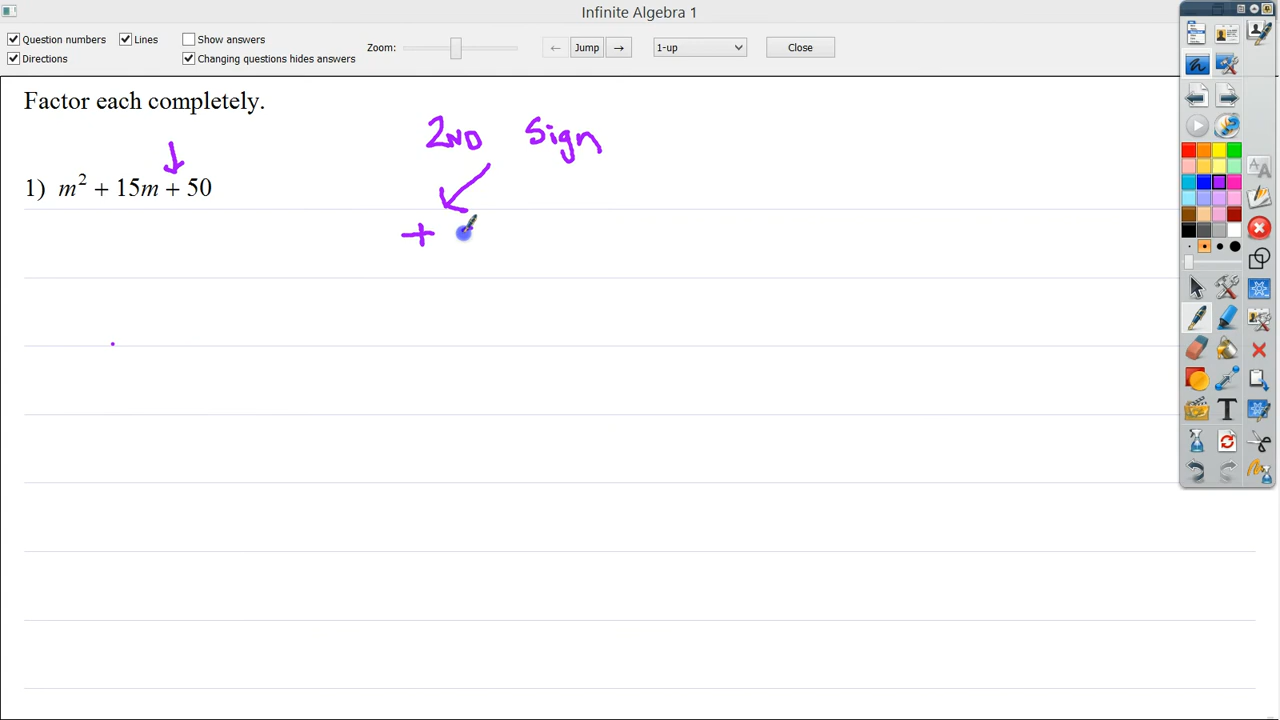 Infinite Algebra 1
Question numbers Lines Show answers Zoom: ← Jump → 1-up Close
Directions Changing questions hides answers
Factor each completely.
2ND Sign
1) m² + 15m + 50
+
T